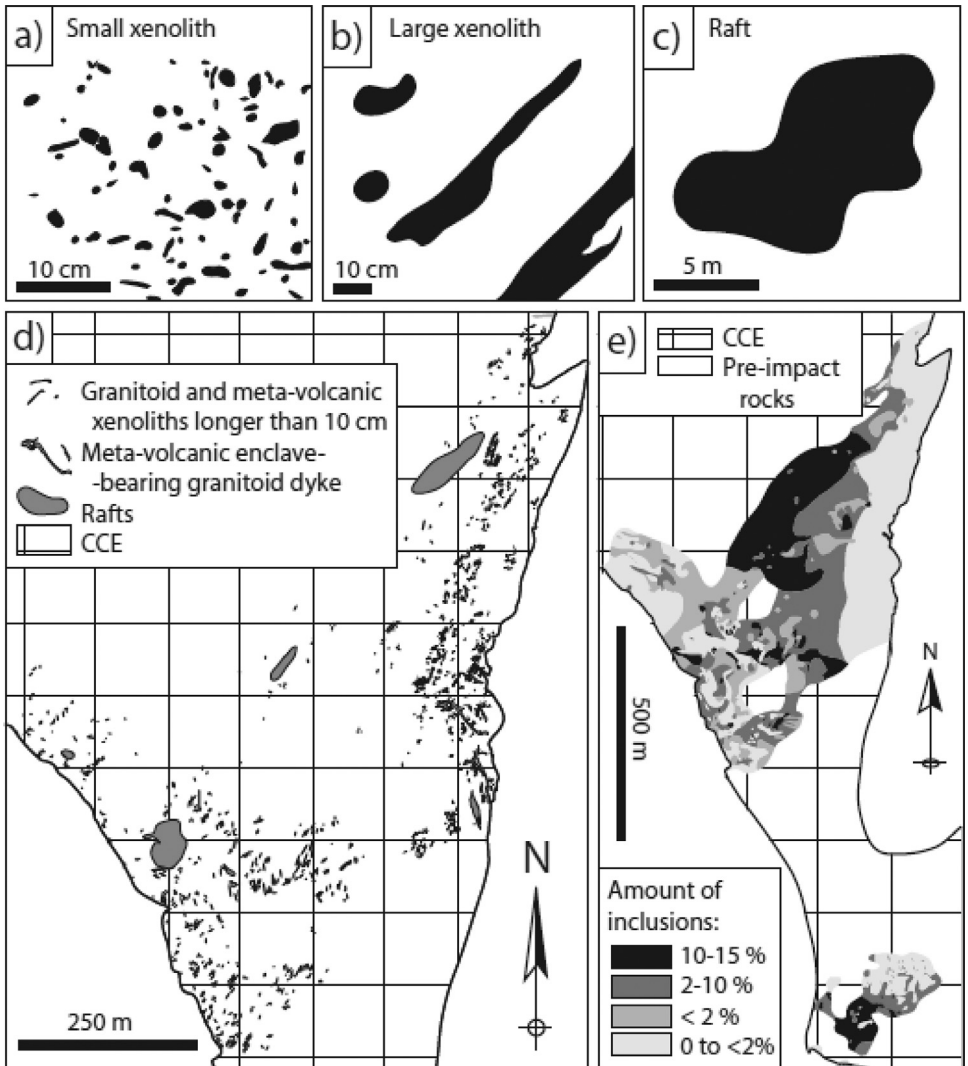 a) Small xenolith
10 cm
b) Large xenolith
10 cm
c) Raft
5 m
d)
Granitoid and meta-volcanic
xenoliths longer than 10 cm
Meta-volcanic enclave-
-bearing granitoid dyke
Rafts
CCE
250 m
N
e)
CCE
Pre-impact
rocks
500 m
N
Amount of
inclusions:
10-15 %
2-10 %
< 2 %
0 to <2%